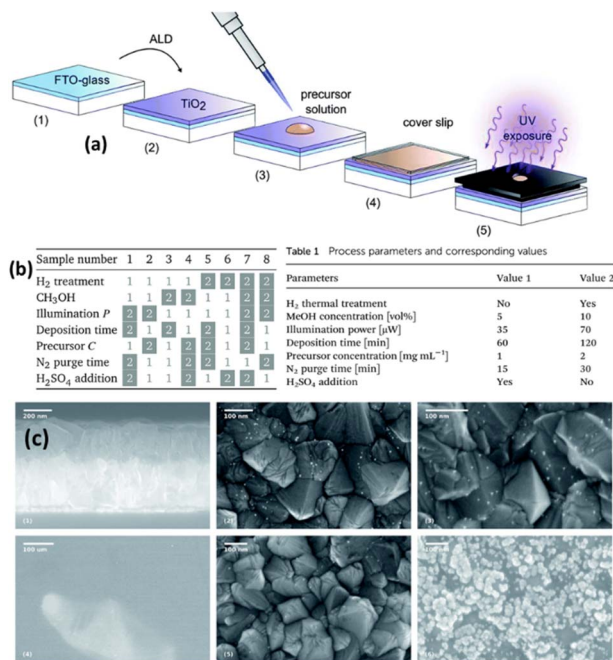 ALD
FTO-glass
TiO₂
precursor
solution
cover slip
UV
exposure
(1)
(2)
(3)
(4)
(5)
(a)
(b)
Sample number 1 2 3 4 5 6 7 8
H₂ treatment 1 1 1 1 2 2 2 2
CH₃OH 1 1 2 2 1 1 2 2
Illumination P 2 2 1 1 1 1 2 2
Deposition time 2 1 2 1 2 1 2 1
Precursor C 1 2 1 2 2 1 2 1
N₂ purge time 2 1 1 2 2 1 1 2
H₂SO₄ addition 2 1 1 2 1 2 2 1
Table 1 Process parameters and corresponding values
Parameters Value 1 Value 2
H₂ thermal treatment No Yes
MeOH concentration [vol%] 5 10
Illumination power [μW] 35 70
Deposition time [min] 60 120
Precursor concentration [mg mL⁻¹] 1 2
N₂ purge time [min] 15 30
H₂SO₄ addition Yes No
(c)
200 nm
(1)
100 nm
(2)
100 nm
(3)
100 um
(4)
100 nm
(5)